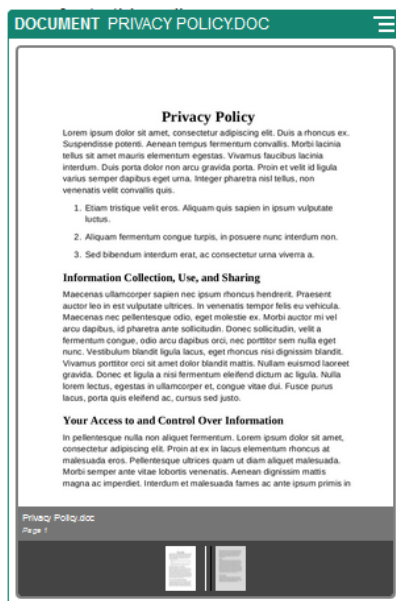 DOCUMENT PRIVACY POLICY.DOC
Privacy Policy
Lorem ipsum dolor sit amet, consectetur adipiscing elit. Duis a rhoncus ex.
Suspendisse potenti. Aenean tempus fermentum convallis. Morbi lacinia
tellus sit amet mauris elementum egestas. Vivamus faucibus lacinia
interdum. Duis porta dolor non arcu gravida porta. Proin et velit id ligula
varius semper dapibus eget urna. Integer pharetra nisl tellus, non
venenatis velit convallis quis.
1. Etiam tristique velit eros. Aliquam quis sapien in ipsum vulputate
luctus.
2. Aliquam fermentum congue turpis, in posuere nunc interdum non.
3. Sed bibendum interdum erat, ac consectetur urna viverra a.
Information Collection, Use, and Sharing
Maecenas ullamcorper sapien nec ipsum rhoncus hendrerit. Praesent
auctor leo in est vulputate ultrices. In venenatis tempor felis eu vehicula.
Maecenas nec pellentesque odio, eget molestie ex. Morbi auctor mi vel
arcu dapibus, id pharetra ante sollicitudin. Donec sollicitudin, velit a
fermentum congue, odio arcu dapibus orci, nec porttitor sem nulla eget
nunc. Vestibulum blandit ligula lacus, eget rhoncus nisi dignissim blandit.
Vivamus porttitor orci sit amet dolor blandit mattis. Nullam euismod laoreet
gravida. Donec et ligula a nisi fermentum eleifend dictum ac ligula. Nulla
lorem lectus, egestas in ullamcorper et, congue vitae dui. Fusce purus
lacus, porta quis eleifend ac, cursus sed justo.
Your Access to and Control Over Information
In pellentesque nulla non aliquet fermentum. Lorem ipsum dolor sit amet,
consectetur adipiscing elit. Proin at ex in lacus elementum rhoncus at
malesuada eros. Pellentesque ultrices quam ut diam aliquet malesuada.
Morbi semper ante vitae lobortis venenatis. Aenean dignissim mattis
magna ac imperdiet. Interdum et malesuada fames ac ante ipsum primis in
Privacy Policy.doc
Page 1